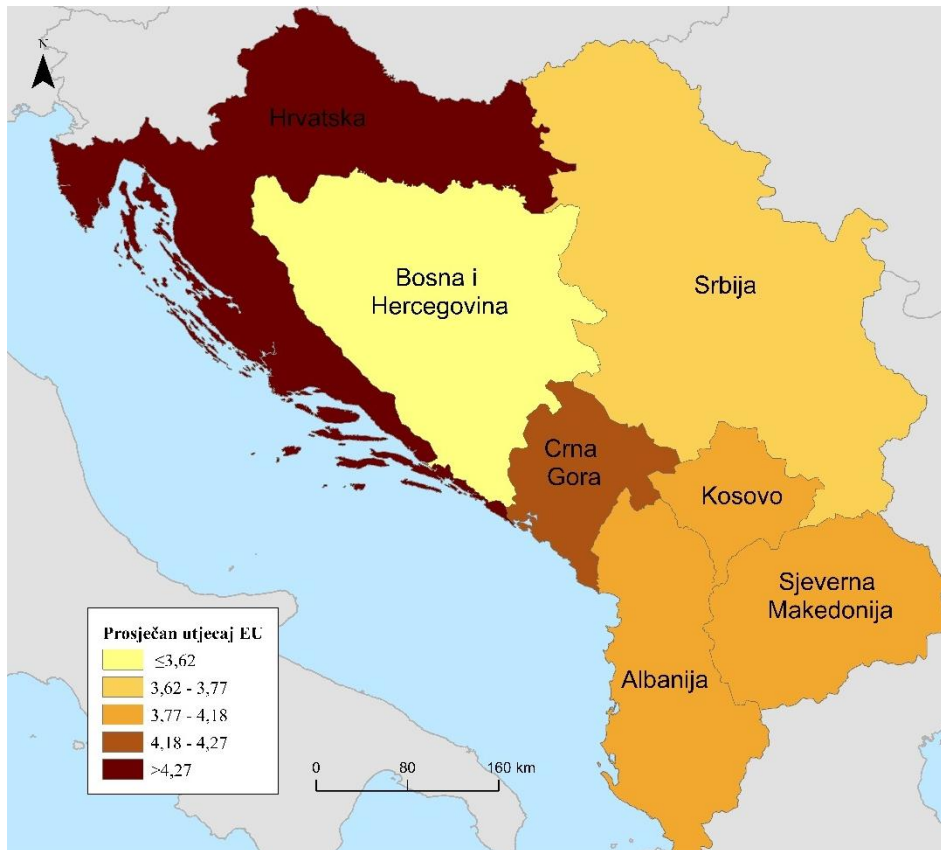 N
Hrvatska
Bosna i
Hercegovina
Srbija
Crna
Gora
Kosovo
Sjeverna
Makedonija
Albanija
Prosječan utjecaj EU
≤3,62
3,62 - 3,77
3,77 - 4,18
4,18 - 4,27
>4,27
0 80 160 km